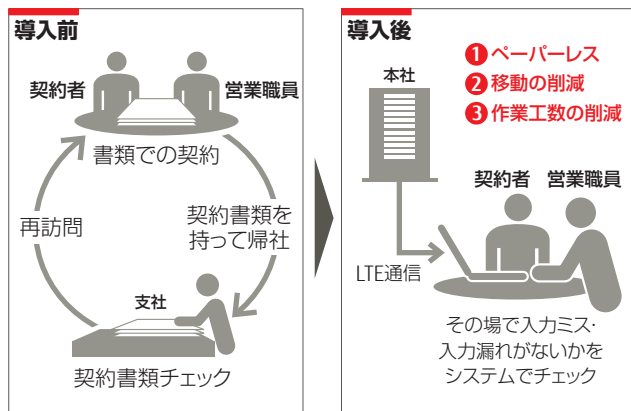 導入前
契約者
営業職員
書類での契約
再訪問
契約書類を
持って帰社
支社
契約書類チェック
導入後
1 ペーパーレス
2 移動の削減
3 作業工数の削減
本社
契約者
営業職員
LTE通信
その場で入力ミス・
入力漏れがないかを
システムでチェック